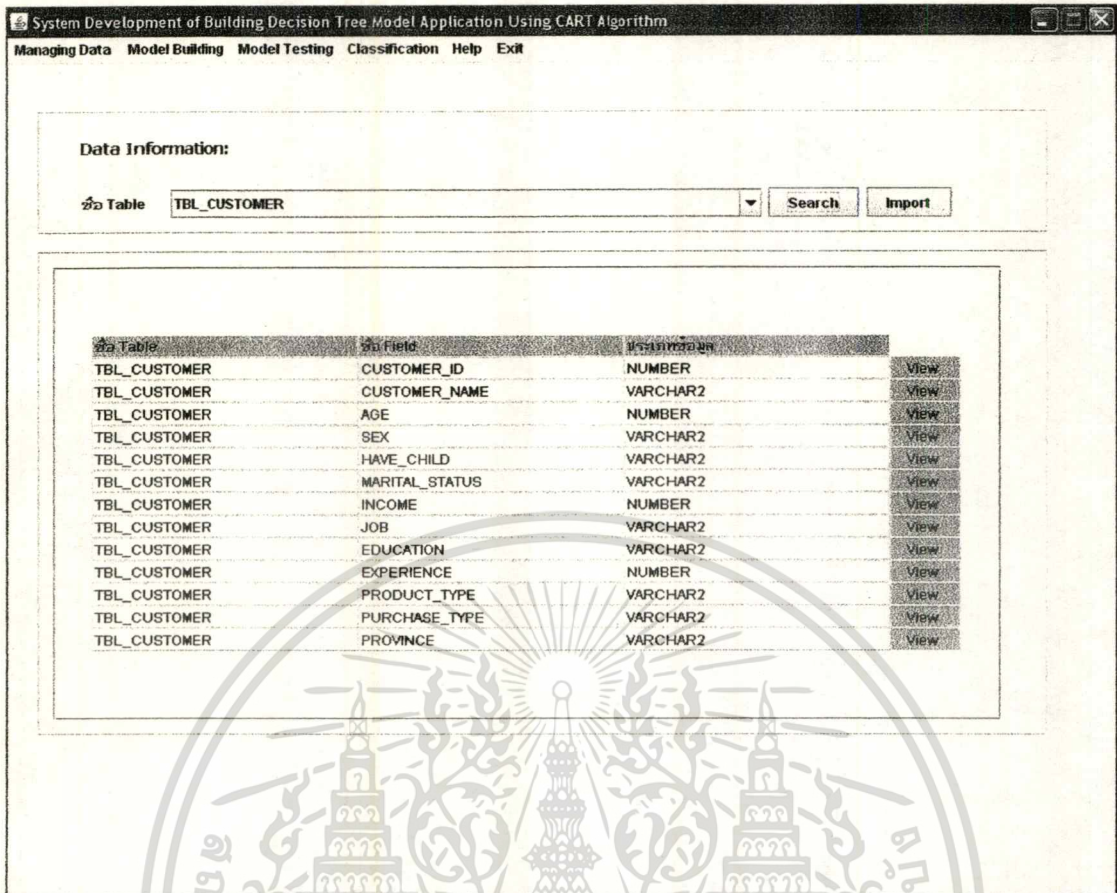 System Development of Building Decision Tree Model Application Using CART Algorithm
Managing Data Model Building Model Testing Classification Help Exit
Data Information:
ชื่อ Table TBL_CUSTOMER Search Import
ชื่อ Table ชื่อ Field ประเภทข้อมูล
TBL_CUSTOMER CUSTOMER_ID NUMBER View
TBL_CUSTOMER CUSTOMER_NAME VARCHAR2 View
TBL_CUSTOMER AGE NUMBER View
TBL_CUSTOMER SEX VARCHAR2 View
TBL_CUSTOMER HAVE_CHILD VARCHAR2 View
TBL_CUSTOMER MARITAL_STATUS VARCHAR2 View
TBL_CUSTOMER INCOME NUMBER View
TBL_CUSTOMER JOB VARCHAR2 View
TBL_CUSTOMER EDUCATION VARCHAR2 View
TBL_CUSTOMER EXPERIENCE NUMBER View
TBL_CUSTOMER PRODUCT_TYPE VARCHAR2 View
TBL_CUSTOMER PURCHASE_TYPE VARCHAR2 View
TBL_CUSTOMER PROVINCE VARCHAR2 View